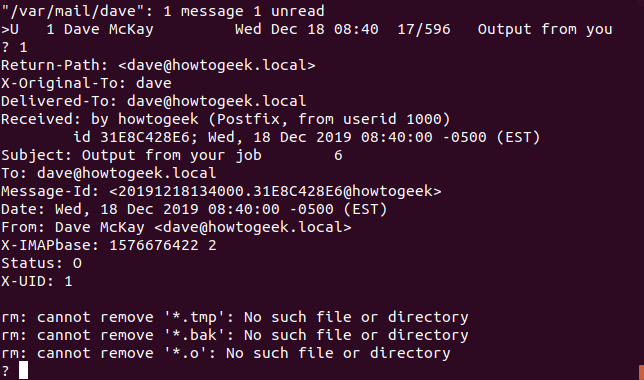 "/var/mail/dave": 1 message 1 unread
>U   1 Dave McKay         Wed Dec 18 08:40  17/596   Output from you
? 1
Return-Path: <dave@howtogeek.local>
X-Original-To: dave
Delivered-To: dave@howtogeek.local
Received: by howtogeek (Postfix, from userid 1000)
        id 31E8C428E6; Wed, 18 Dec 2019 08:40:00 -0500 (EST)
Subject: Output from your job        6
To: dave@howtogeek.local
Message-Id: <20191218134000.31E8C428E6@howtogeek>
Date: Wed, 18 Dec 2019 08:40:00 -0500 (EST)
From: Dave McKay <dave@howtogeek.local>
X-IMAPbase: 1576676422 2
Status: O
X-UID: 1

rm: cannot remove '*.tmp': No such file or directory
rm: cannot remove '*.bak': No such file or directory
rm: cannot remove '*.o': No such file or directory
?